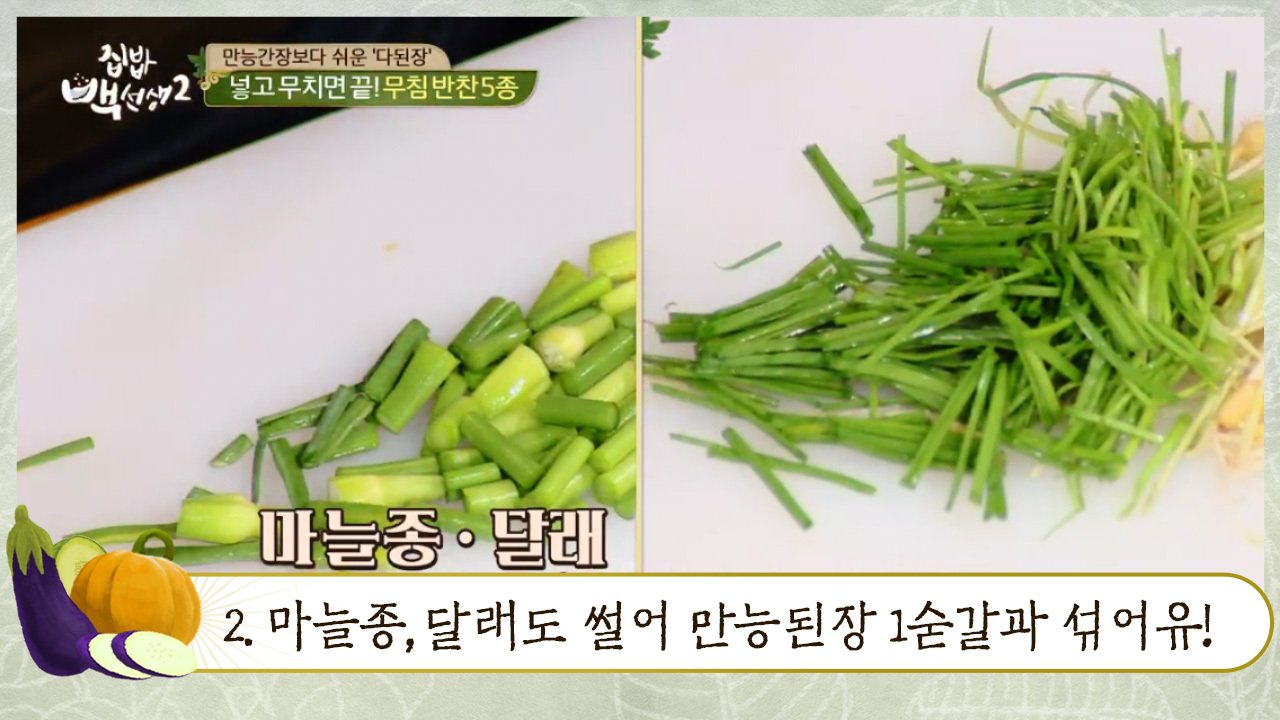 집밥
백선생2
만능간장보다 쉬운 '다된장'
넣고 무치면 끝! 무침 반찬 5종
마늘종·달래
2. 마늘종, 달래도 썰어 만능된장 1숟갈과 섞어유!